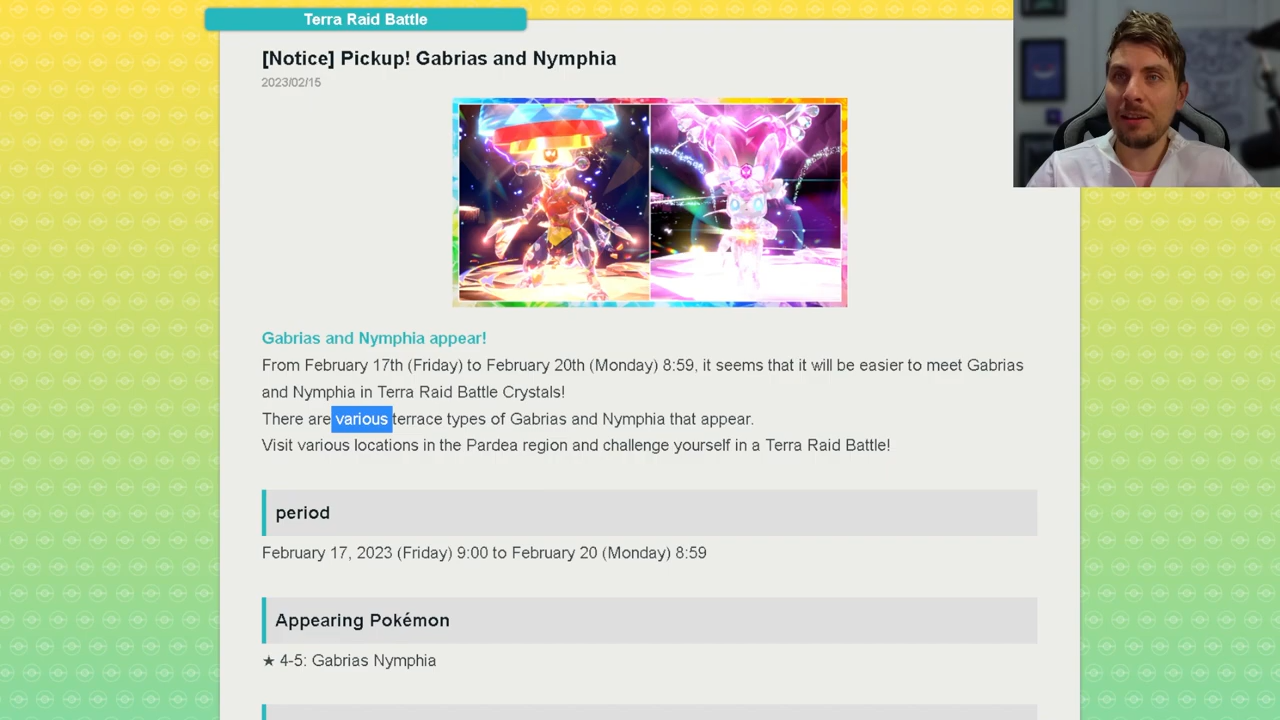 Terra Raid Battle
[Notice] Pickup! Gabrias and Nymphia
2023/02/15
Gabrias and Nymphia appear!
From February 17th (Friday) to February 20th (Monday) 8:59, it seems that it will be easier to meet Gabrias
and Nymphia in Terra Raid Battle Crystals!
There are various terrace types of Gabrias and Nymphia that appear.
Visit various locations in the Pardea region and challenge yourself in a Terra Raid Battle!
period
February 17, 2023 (Friday) 9:00 to February 20 (Monday) 8:59
Appearing Pokémon
★ 4-5: Gabrias Nymphia